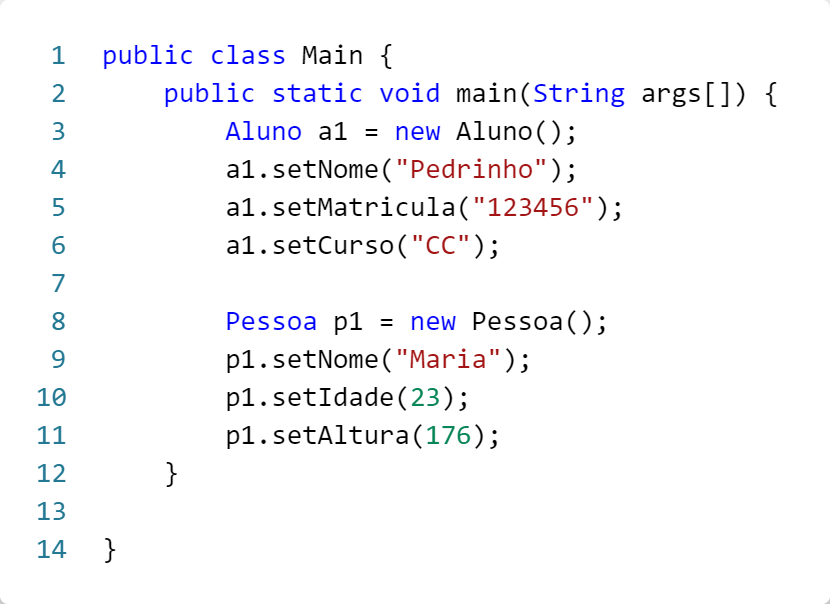 1 public class Main {
2 public static void main(String args[]) {
3 Aluno a1 = new Aluno();
4 a1.setNome("Pedrinho");
5 a1.setMatricula("123456");
6 a1.setCurso("CC");
7
8 Pessoa p1 = new Pessoa();
9 p1.setNome("Maria");
10 p1.setIdade(23);
11 p1.setAltura(176);
12 }
13
14 }